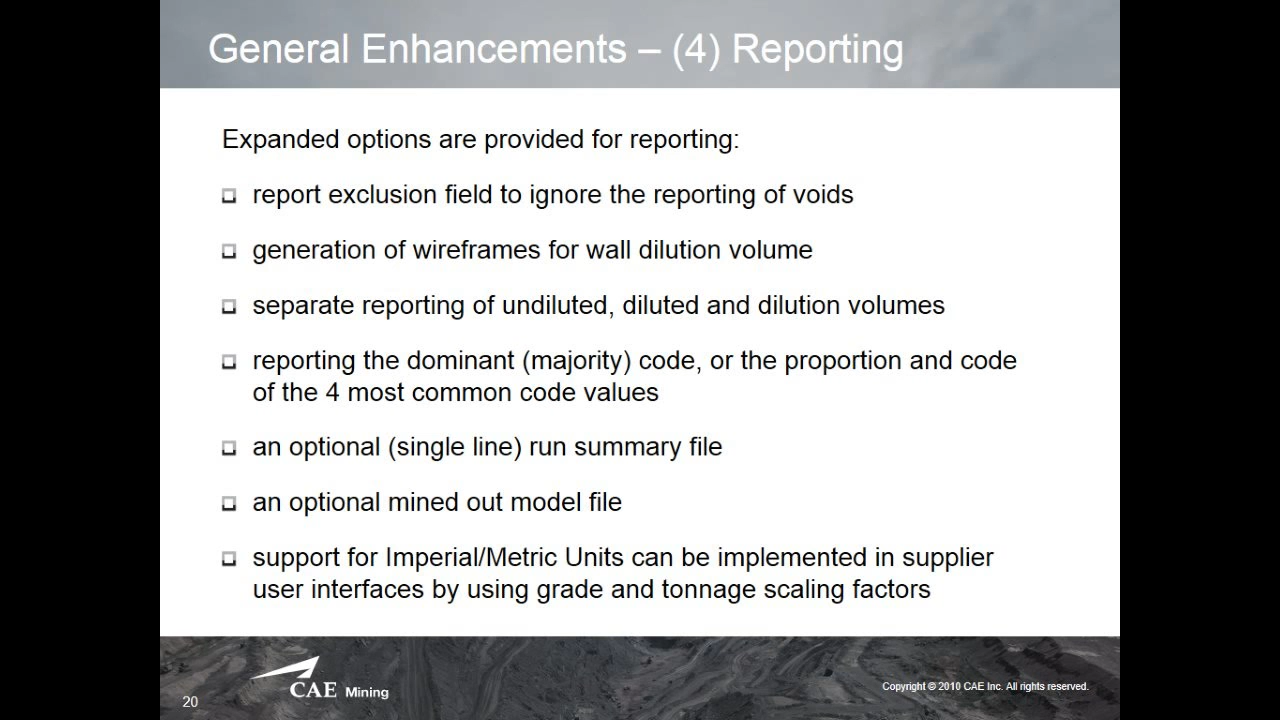 General Enhancements – (4) Reporting
Expanded options are provided for reporting:
report exclusion field to ignore the reporting of voids
generation of wireframes for wall dilution volume
separate reporting of undiluted, diluted and dilution volumes
reporting the dominant (majority) code, or the proportion and code
of the 4 most common code values
an optional (single line) run summary file
an optional mined out model file
support for Imperial/Metric Units can be implemented in supplier
user interfaces by using grade and tonnage scaling factors
CAE Mining
Copyright © 2010 CAE Inc. All rights reserved.
20